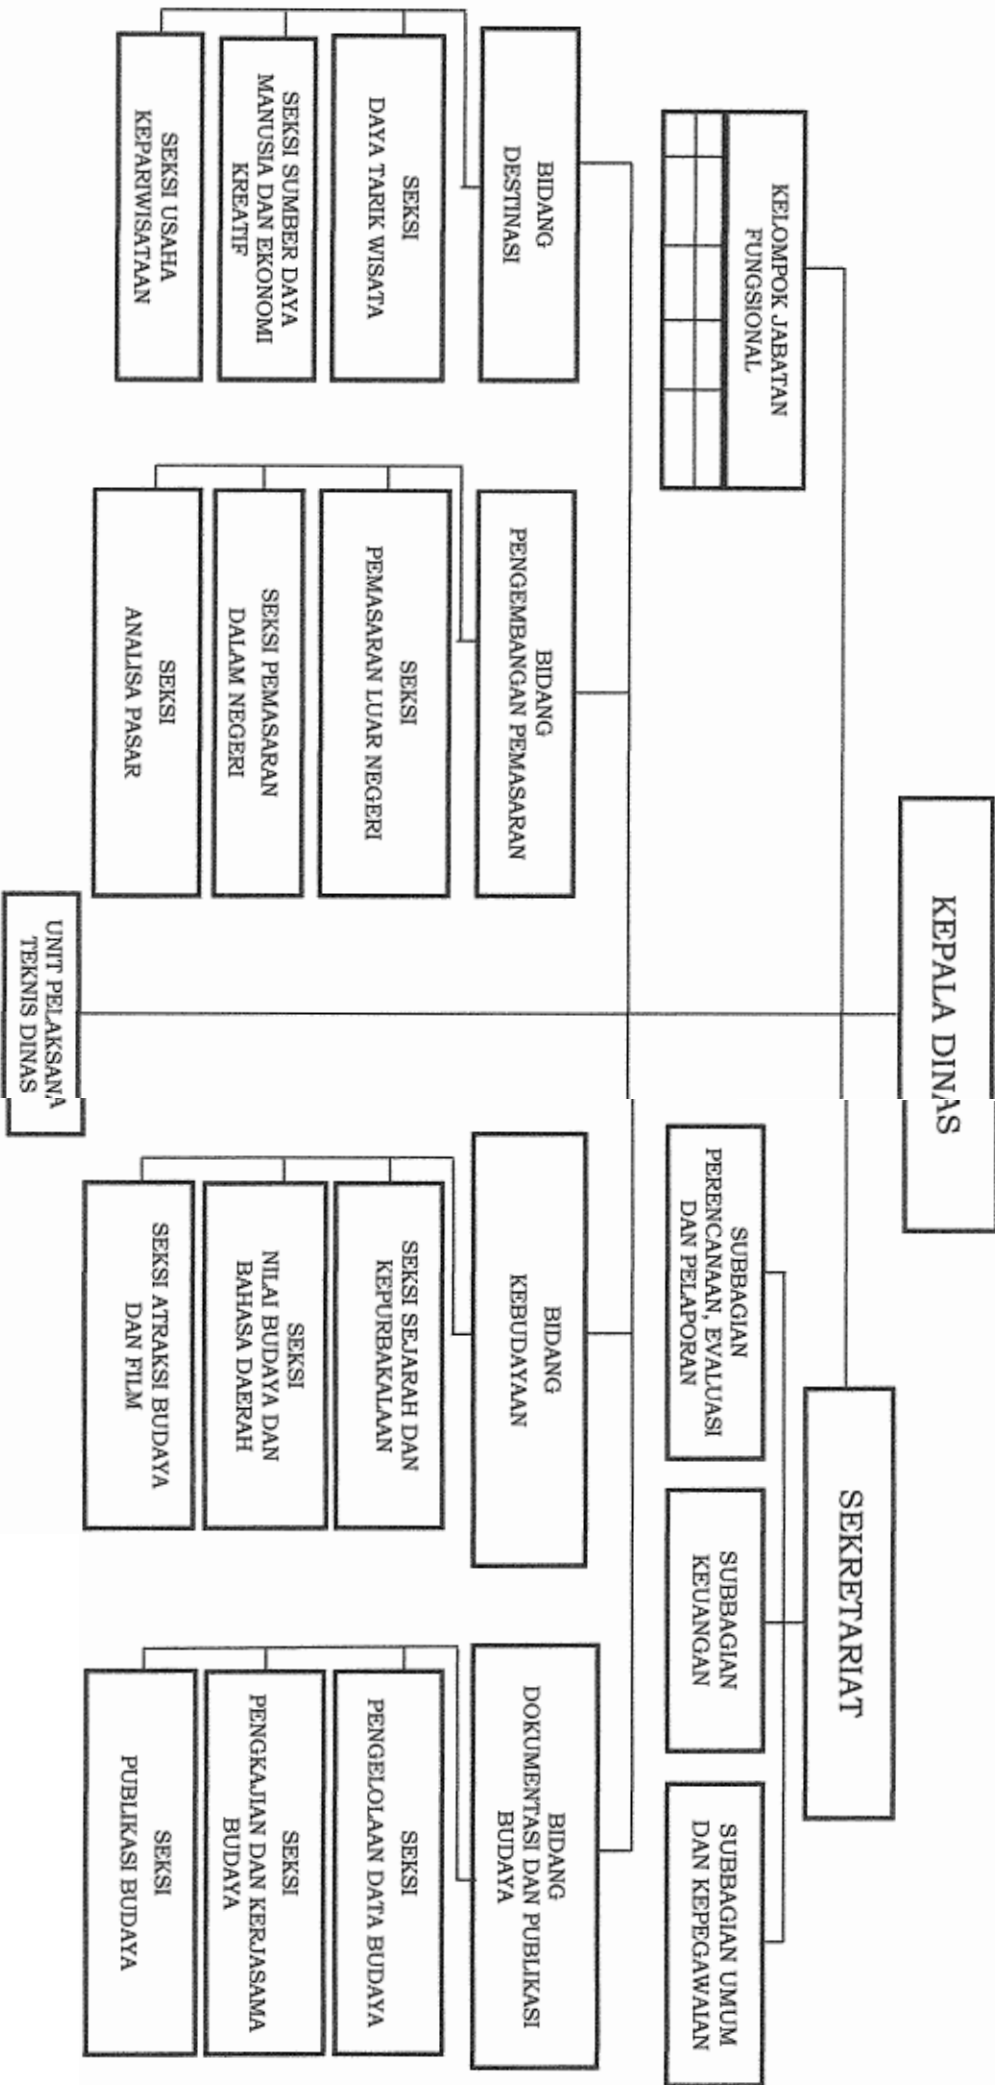 KEPALA DINAS
SEKRETARIAT
KELOMPOK JABATAN
FUNGSIONAL
SUBBAGIAN
PERENCANAAN, EVALUASI
DAN PELAPORAN
SUBBAGIAN
KEUANGAN
SUBBAGIAN UMUM
DAN KEPEGAWAIAN
BIDANG
DESTINASI
SEKSI
DAYA TARIK WISATA
SEKSI SUMBER DAYA
MANUSIA DAN EKONOMI
KREATIF
SEKSI USAHA
KEPARIWISATAAN
BIDANG
PENGEMBANGAN PEMASARAN
SEKSI
PEMASARAN LUAR NEGERI
SEKSI PEMASARAN
DALAM NEGERI
SEKSI
ANALISA PASAR
BIDANG
KEBUDAYAAN
SEKSI SEJARAH DAN
KEPURBAKALAAN
SEKSI
NILAI BUDAYA DAN
BAHASA DAERAH
SEKSI ATRAKSI BUDAYA
DAN FILM
BIDANG
DOKUMENTASI DAN PUBLIKASI
BUDAYA
SEKSI
PENGELOLAAN DATA BUDAYA
SEKSI
PENGKAJIAN DAN KERJASAMA
BUDAYA
SEKSI
PUBLIKASI BUDAYA
UNIT PELAKSANA
TEKNIS DINAS